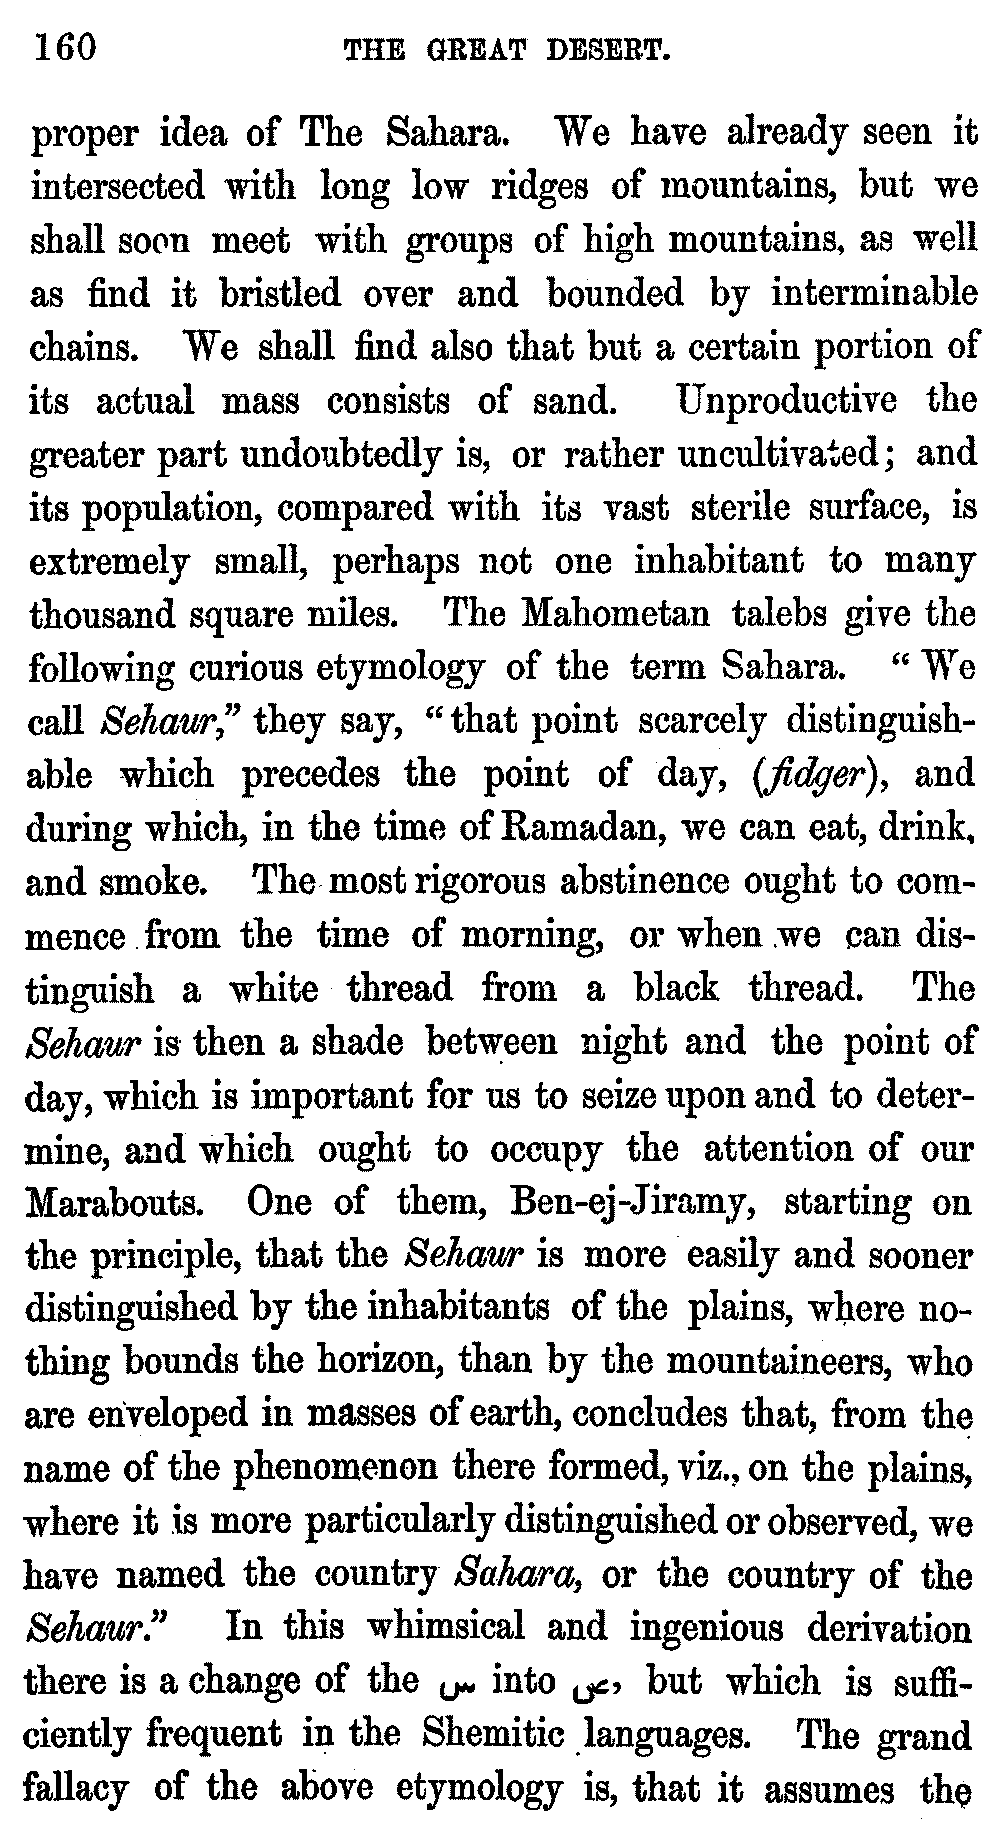 160 THE GREAT DESERT.
proper idea of The Sahara. We have already seen it
intersected with long low ridges of mountains, but we
shall soon meet with groups of high mountains, as well
as find it bristled over and bounded by interminable
chains. We shall find also that but a certain portion of
its actual mass consists of sand. Unproductive the
greater part undoubtedly is, or rather uncultivated; and
its population, compared with its vast sterile surface, is
extremely small, perhaps not one inhabitant to many
thousand square miles. The Mahometan talebs give the
following curious etymology of the term Sahara. “We
call Sehaur,” they say, “that point scarcely distinguish-
able which precedes the point of day, (fidger), and
during which, in the time of Ramadan, we can eat, drink,
and smoke. The most rigorous abstinence ought to com-
mence from the time of morning, or when we can dis-
tinguish a white thread from a black thread. The
Sehaur is then a shade between night and the point of
day, which is important for us to seize upon and to deter-
mine, and which ought to occupy the attention of our
Marabouts. One of them, Ben-ej-Jiramy, starting on
the principle, that the Sehaur is more easily and sooner
distinguished by the inhabitants of the plains, where no-
thing bounds the horizon, than by the mountaineers, who
are enveloped in masses of earth, concludes that, from the
name of the phenomenon there formed, viz., on the plains,
where it is more particularly distinguished or observed, we
have named the country Sahara, or the country of the
Sehaur.” In this whimsical and ingenious derivation
there is a change of the س into ص, but which is suffi-
ciently frequent in the Shemitic languages. The grand
fallacy of the above etymology is, that it assumes the